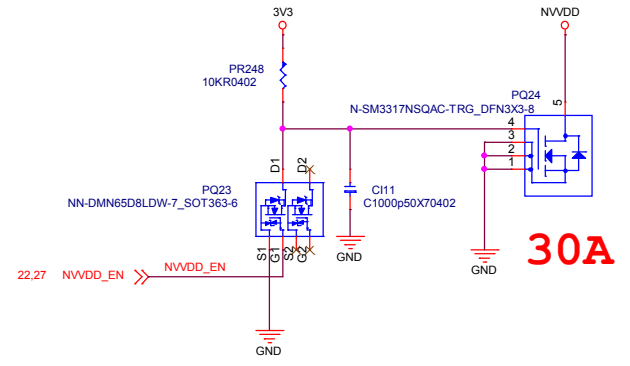 3V3
NVVDD
PR248
10KR0402
PQ24
N-SM3317NSQAC-TRG_DFN3X3-8
5
4
3
2
1
D1
D2
PQ23
NN-DMN65D8LDW-7_SOT363-6
CI11
C1000p50X70402
S1
G1
S2
G2
GND
GND
30A
22,27 NVVDD_EN
NVVDD_EN
GND